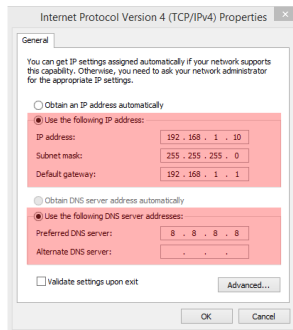 Internet Protocol Version 4 (TCP/IPv4) Properties
General
You can get IP settings assigned automatically if your network supports
this capability. Otherwise, you need to ask your network administrator
for the appropriate IP settings.
Obtain an IP address automatically
Use the following IP address:
IP address: 192 . 168 . 1 . 10
Subnet mask: 255 . 255 . 255 . 0
Default gateway: 192 . 168 . 1 . 1
Obtain DNS server address automatically
Use the following DNS server addresses:
Preferred DNS server: 8 . 8 . 8 . 8
Alternate DNS server: . . .
Validate settings upon exit
Advanced...
OK Cancel